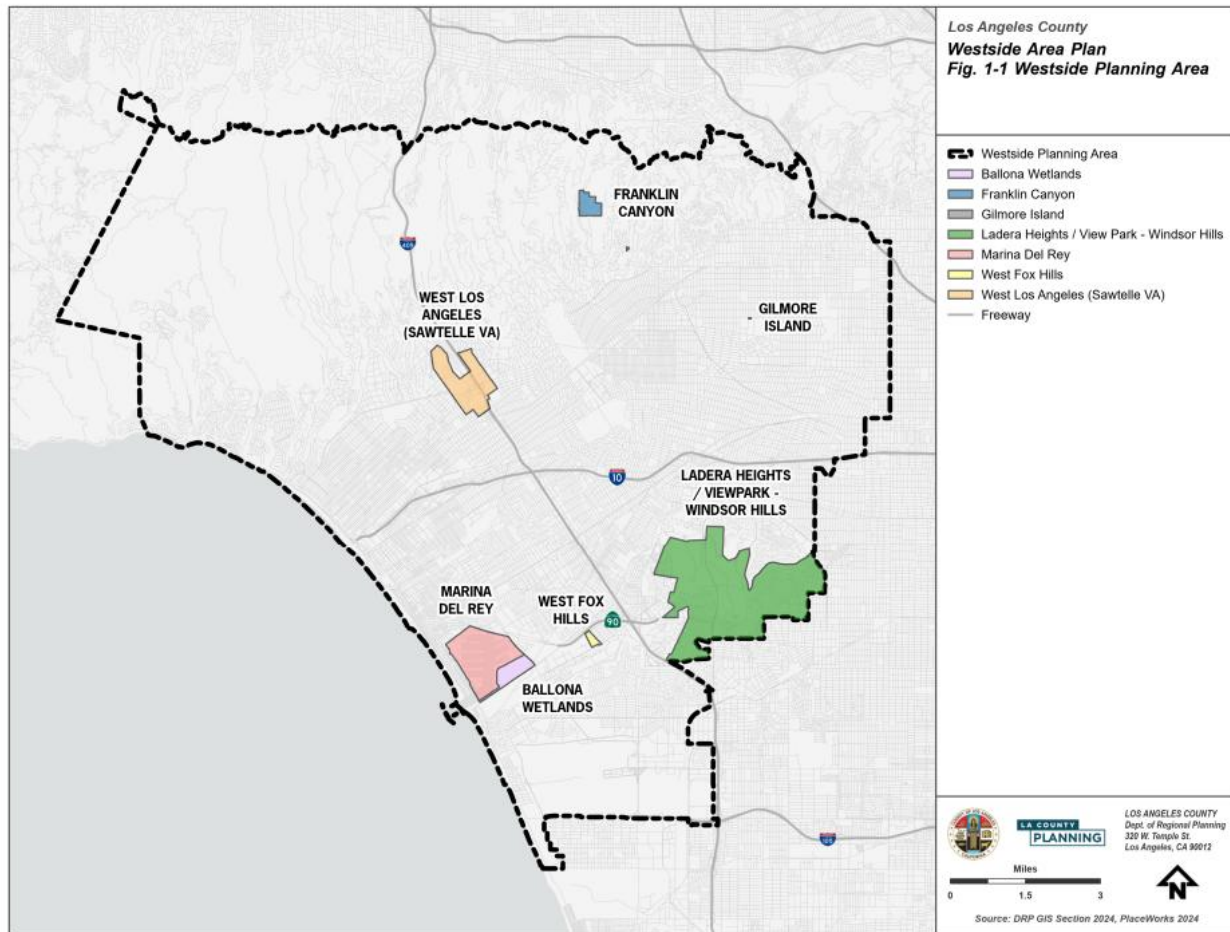 Los Angeles County
Westside Area Plan
Fig. 1-1 Westside Planning Area
Westside Planning Area
Ballona Wetlands
Franklin Canyon
Gilmore Island
Ladera Heights / View Park - Windsor Hills
Marina Del Rey
West Fox Hills
West Los Angeles (Sawtelle VA)
Freeway
FRANKLIN
CANYON
405
WEST LOS
ANGELES
(SAWTELLE VA)
GILMORE
ISLAND
10
LADERA HEIGHTS
/ VIEWPARK -
WINDSOR HILLS
MARINA
DEL REY
WEST FOX
HILLS
90
BALLONA
WETLANDS
105
LA COUNTY
PLANNING
LOS ANGELES COUNTY
Dept. of Regional Planning
320 W. Temple St.
Los Angeles, CA 90012
Miles
0 1.5 3
N
Source: DRP GIS Section 2024, PlaceWorks 2024